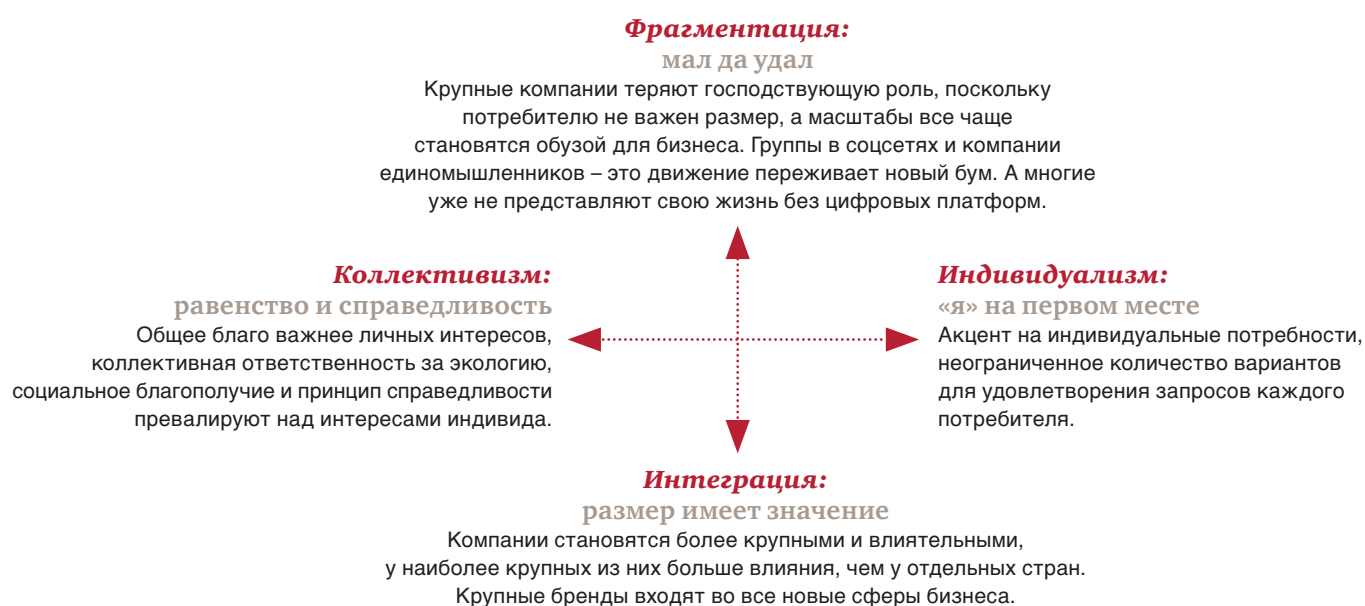 Фрагментация:
мал да удал
Крупные компании теряют господствующую роль, поскольку
потребителю не важен размер, а масштабы все чаще
становятся обузой для бизнеса. Группы в соцсетях и компании
единомышленников – это движение переживает новый бум. А многие
уже не представляют свою жизнь без цифровых платформ.
Коллективизм:
равенство и справедливость
Общее благо важнее личных интересов,
коллективная ответственность за экологию,
социальное благополучие и принцип справедливости
превалируют над интересами индивида.
Индивидуализм:
«я» на первом месте
Акцент на индивидуальные потребности,
неограниченное количество вариантов
для удовлетворения запросов каждого
потребителя.
Интеграция:
размер имеет значение
Компании становятся более крупными и влиятельными,
у наиболее крупных из них больше влияния, чем у отдельных стран.
Крупные бренды входят во все новые сферы бизнеса.